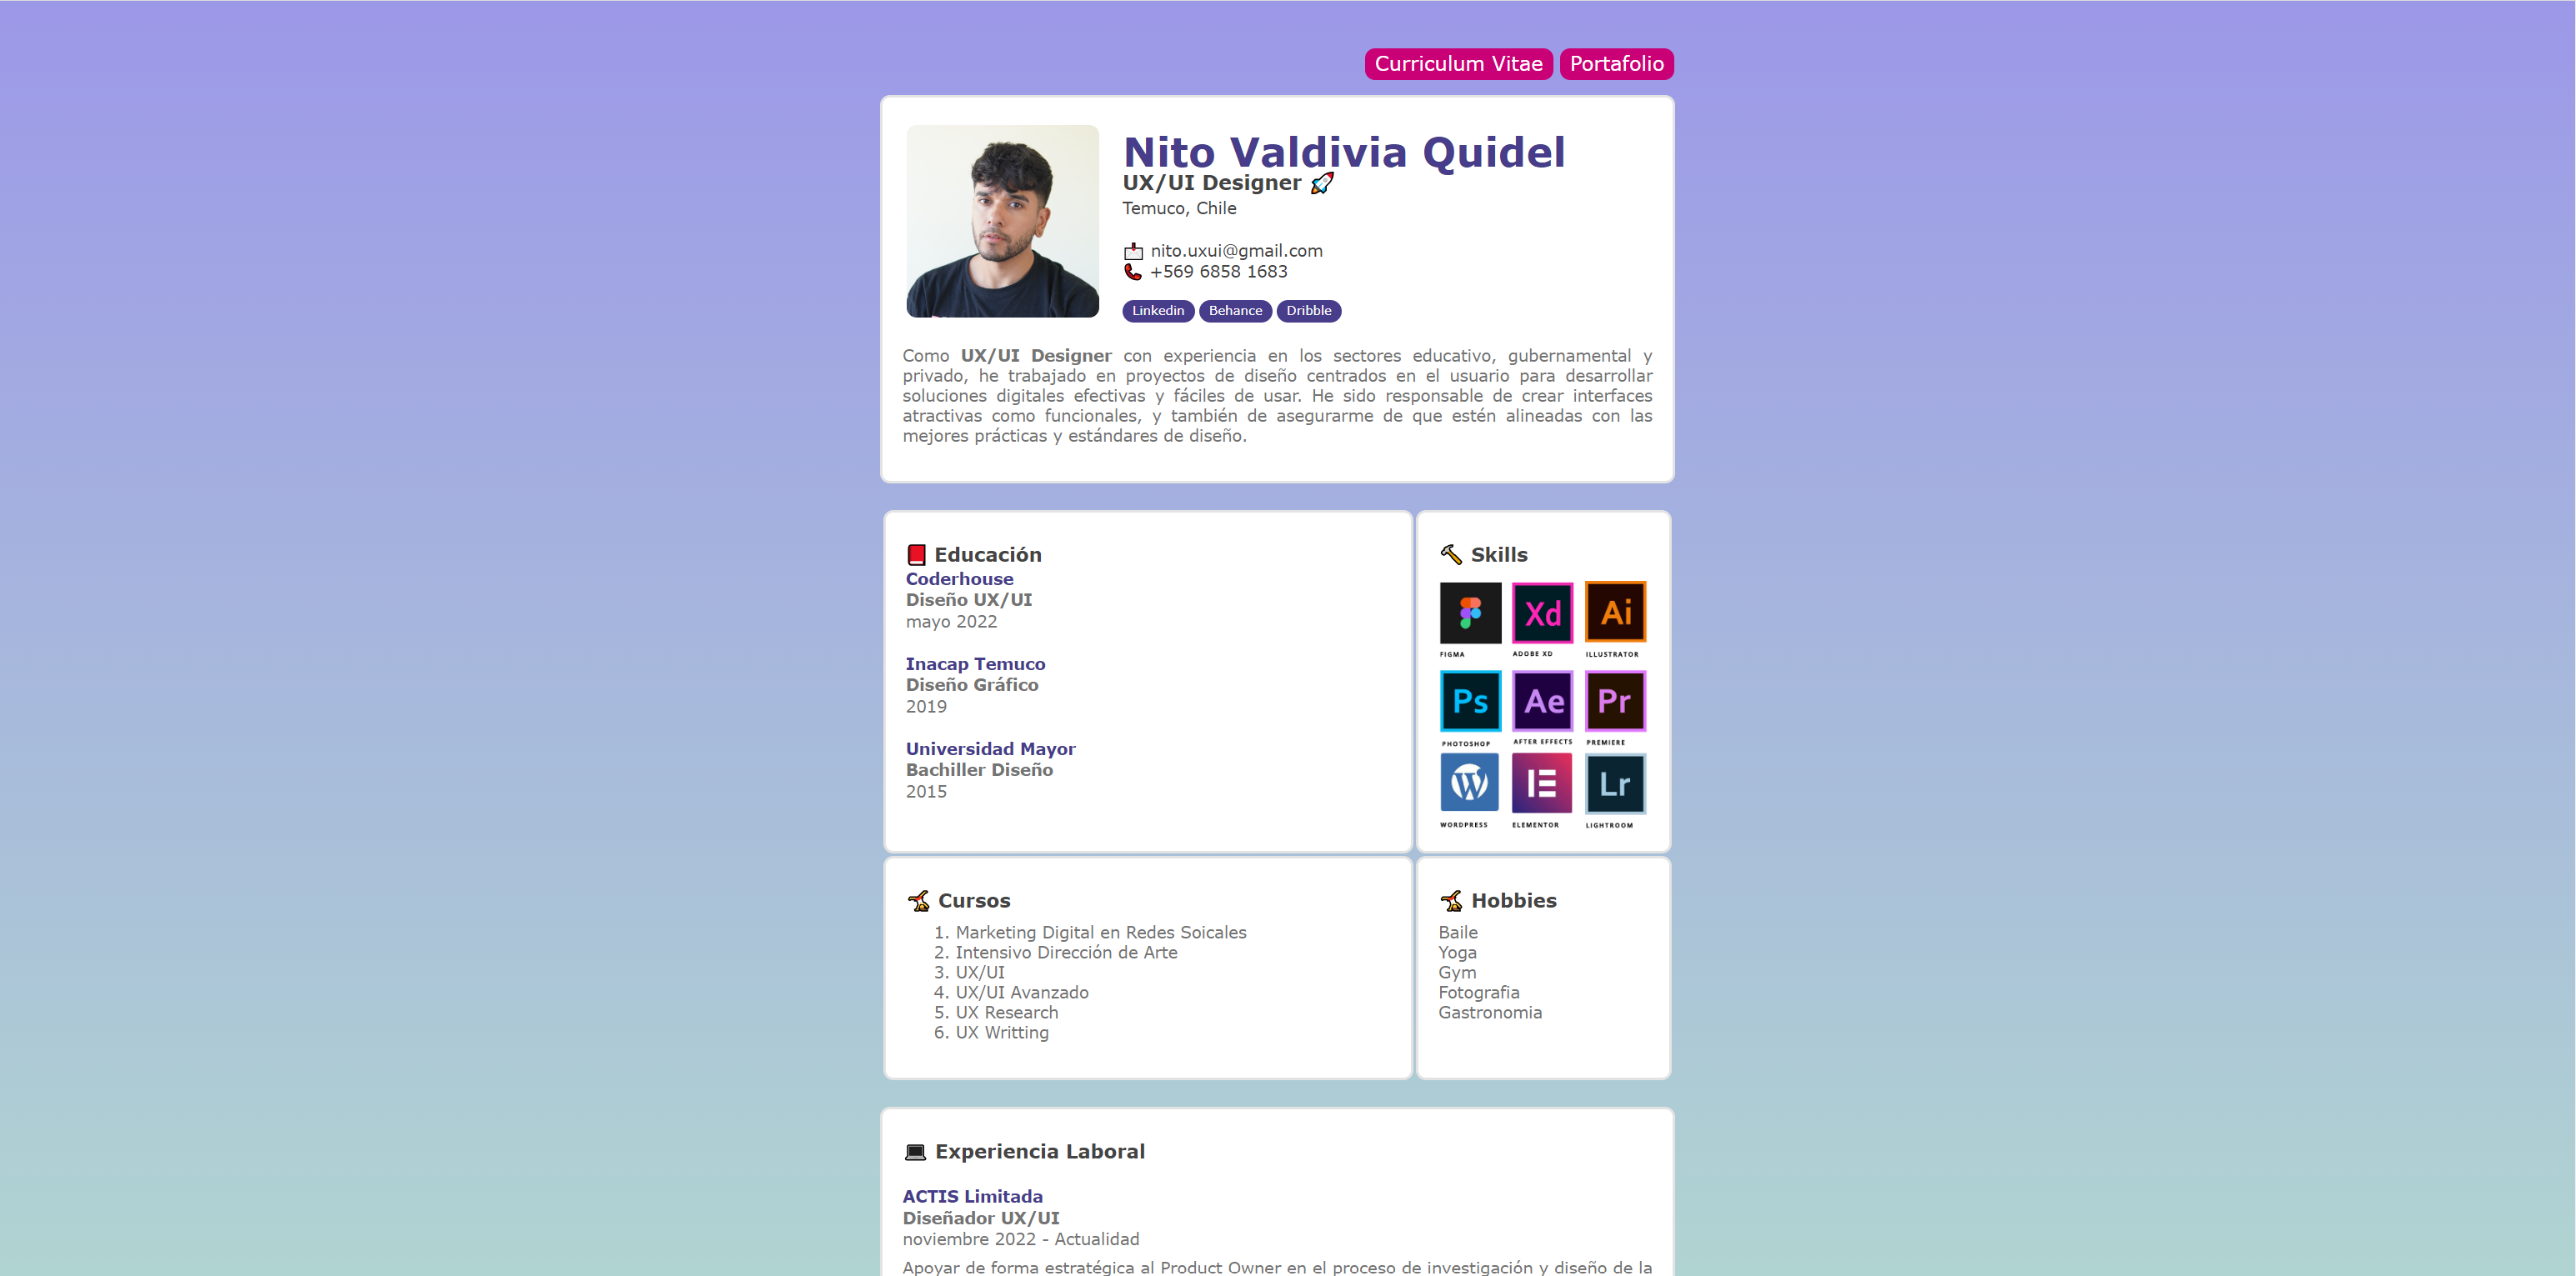 Curriculum Vitae Portafolio
Nito Valdivia Quidel
UX/UI Designer 🚀
Temuco, Chile
📩 nito.uxui@gmail.com
📞 +569 6858 1683
Linkedin Behance Dribble
Como UX/UI Designer con experiencia en los sectores educativo, gubernamental y
privado, he trabajado en proyectos de diseño centrados en el usuario para desarrollar
soluciones digitales efectivas y fáciles de usar. He sido responsable de crear interfaces
atractivas como funcionales, y también de asegurarme de que estén alineadas con las
mejores prácticas y estándares de diseño.
📕 Educación
Coderhouse
Diseño UX/UI
mayo 2022
Inacap Temuco
Diseño Gráfico
2019
Universidad Mayor
Bachiller Diseño
2015
🔨 Skills
Xd Ai
FIGMA ADOBE XD ILLUSTRATOR
Ps Ae Pr
PHOTOSHOP AFTER EFFECTS PREMIERE
W E Lr
WORDPRESS ELEMENTOR LIGHTROOM
Cursos
1. Marketing Digital en Redes Soicales
2. Intensivo Dirección de Arte
3. UX/UI
4. UX/UI Avanzado
5. UX Research
6. UX Writting
Hobbies
Baile
Yoga
Gym
Fotografia
Gastronomia
💻 Experiencia Laboral
ACTIS Limitada
Diseñador UX/UI
noviembre 2022 - Actualidad
Apoyar de forma estratégica al Product Owner en el proceso de investigación y diseño de la